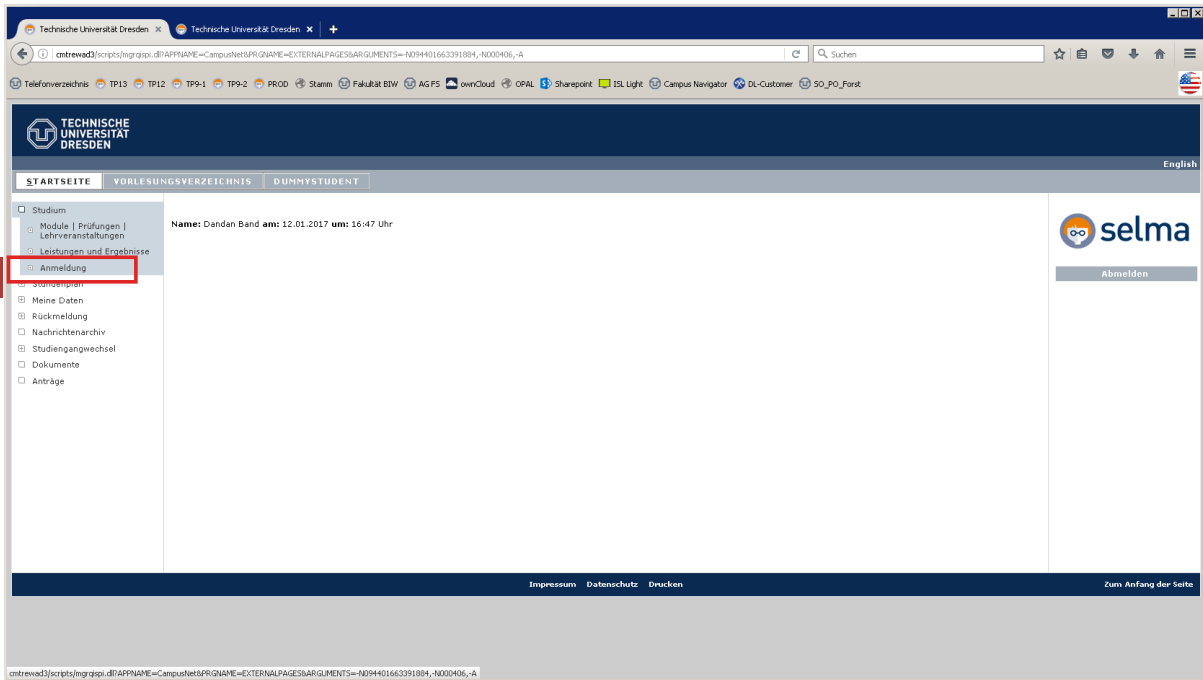 Technische Universität Dresden × Technische Universität Dresden × +
cmtrewad3/scripts/mgrqispi.dll?APPNAME=CampusNet&PRGNAME=EXTERNALPAGES&ARGUMENTS=-N094401663391884,-N000406,-A Suchen
Telefonverzeichnis TP13 TP12 TP9-1 TP9-2 PROD Stamm Fakultät BIW AG FS ownCloud OPAL Sharepoint ISL Light Campus Navigator DL-Customer SO_PO_Forst
TECHNISCHE
UNIVERSITÄT
DRESDEN
English
STARTSEITE VORLESUNGSVERZEICHNIS DUMMYSTUDENT
Studium
Module | Prüfungen |
Lehrveranstaltungen
Leistungen und Ergebnisse
Anmeldung
Stundenplan
Meine Daten
Rückmeldung
Nachrichtenarchiv
Studiengangwechsel
Dokumente
Anträge
Name: Dandan Band am: 12.01.2017 um: 16:47 Uhr
selma
Abmelden
Impressum Datenschutz Drucken Zum Anfang der Seite
cmtrewad3/scripts/mgrqispi.dll?APPNAME=CampusNet&PRGNAME=EXTERNALPAGES&ARGUMENTS=-N094401663391884,-N000406,-A